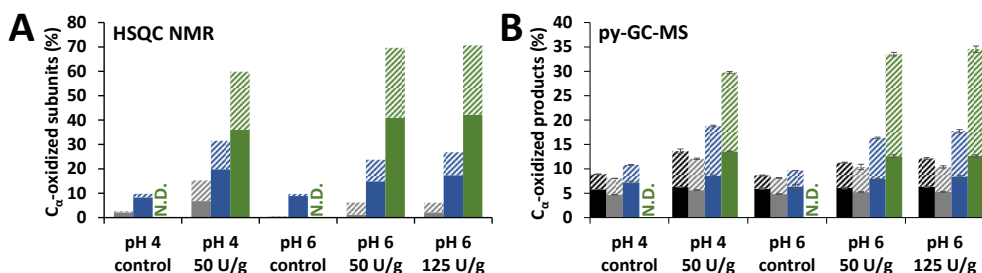 A
HSQC NMR
Cα-oxidized subunits (%)
80
70
60
50
40
30
20
10
0
N.D.
N.D.
pH 4 control
pH 4 50 U/g
pH 6 control
pH 6 50 U/g
pH 6 125 U/g
B
py-GC-MS
Cα-oxidized products (%)
40
35
30
25
20
15
10
5
0
N.D.
N.D.
pH 4 control
pH 4 50 U/g
pH 6 control
pH 6 50 U/g
pH 6 125 U/g